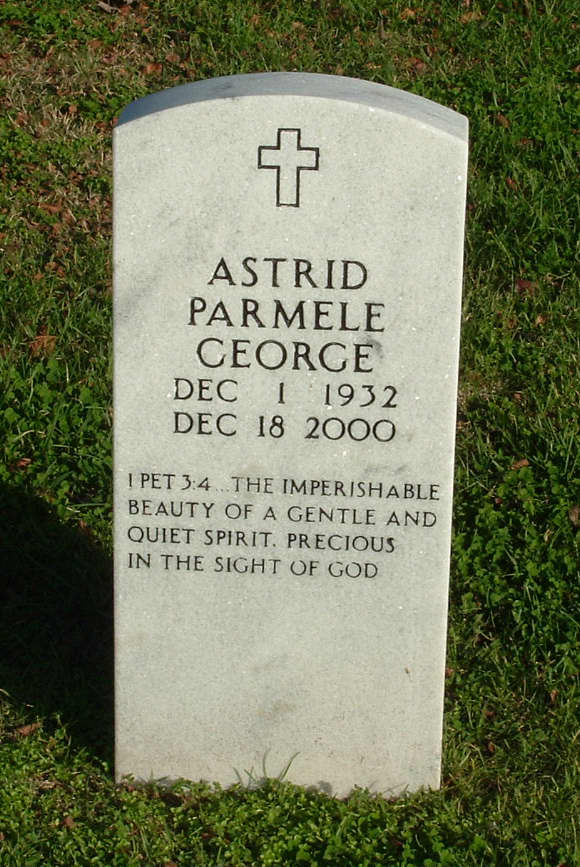 ASTRID
PARMELE
GEORGE
DEC 1 1932
DEC 18 2000
1 PET 3:4 ...THE IMPERISHABLE
BEAUTY OF A GENTLE AND
QUIET SPIRIT. PRECIOUS
IN THE SIGHT OF GOD